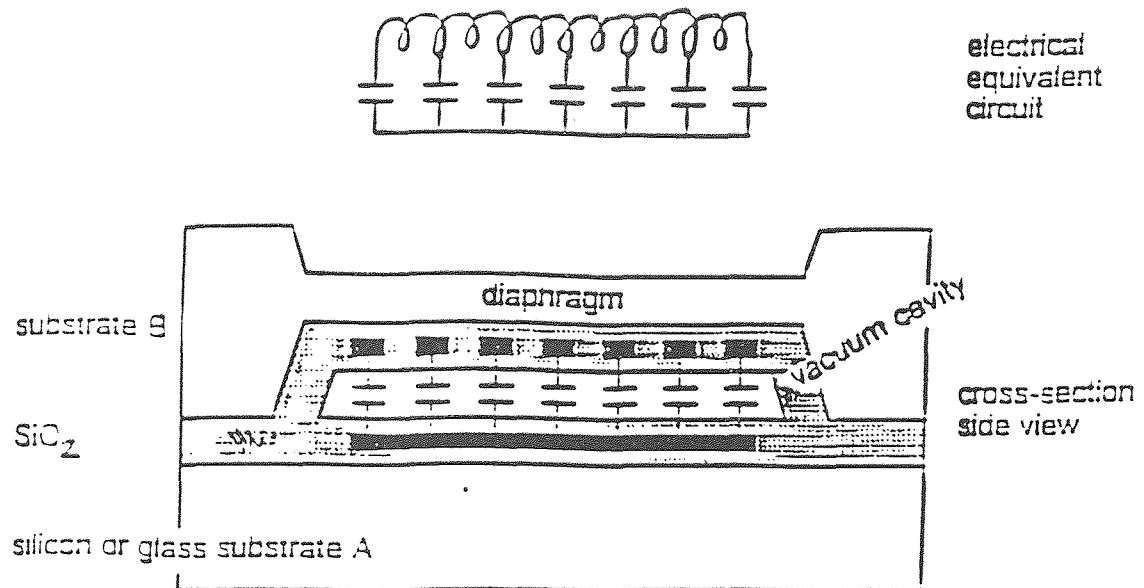 electrical
equivalent
circuit
diaphragm
substrate B
vacuum cavity
cross-section
side view
SiO2
silicon or glass substrate A